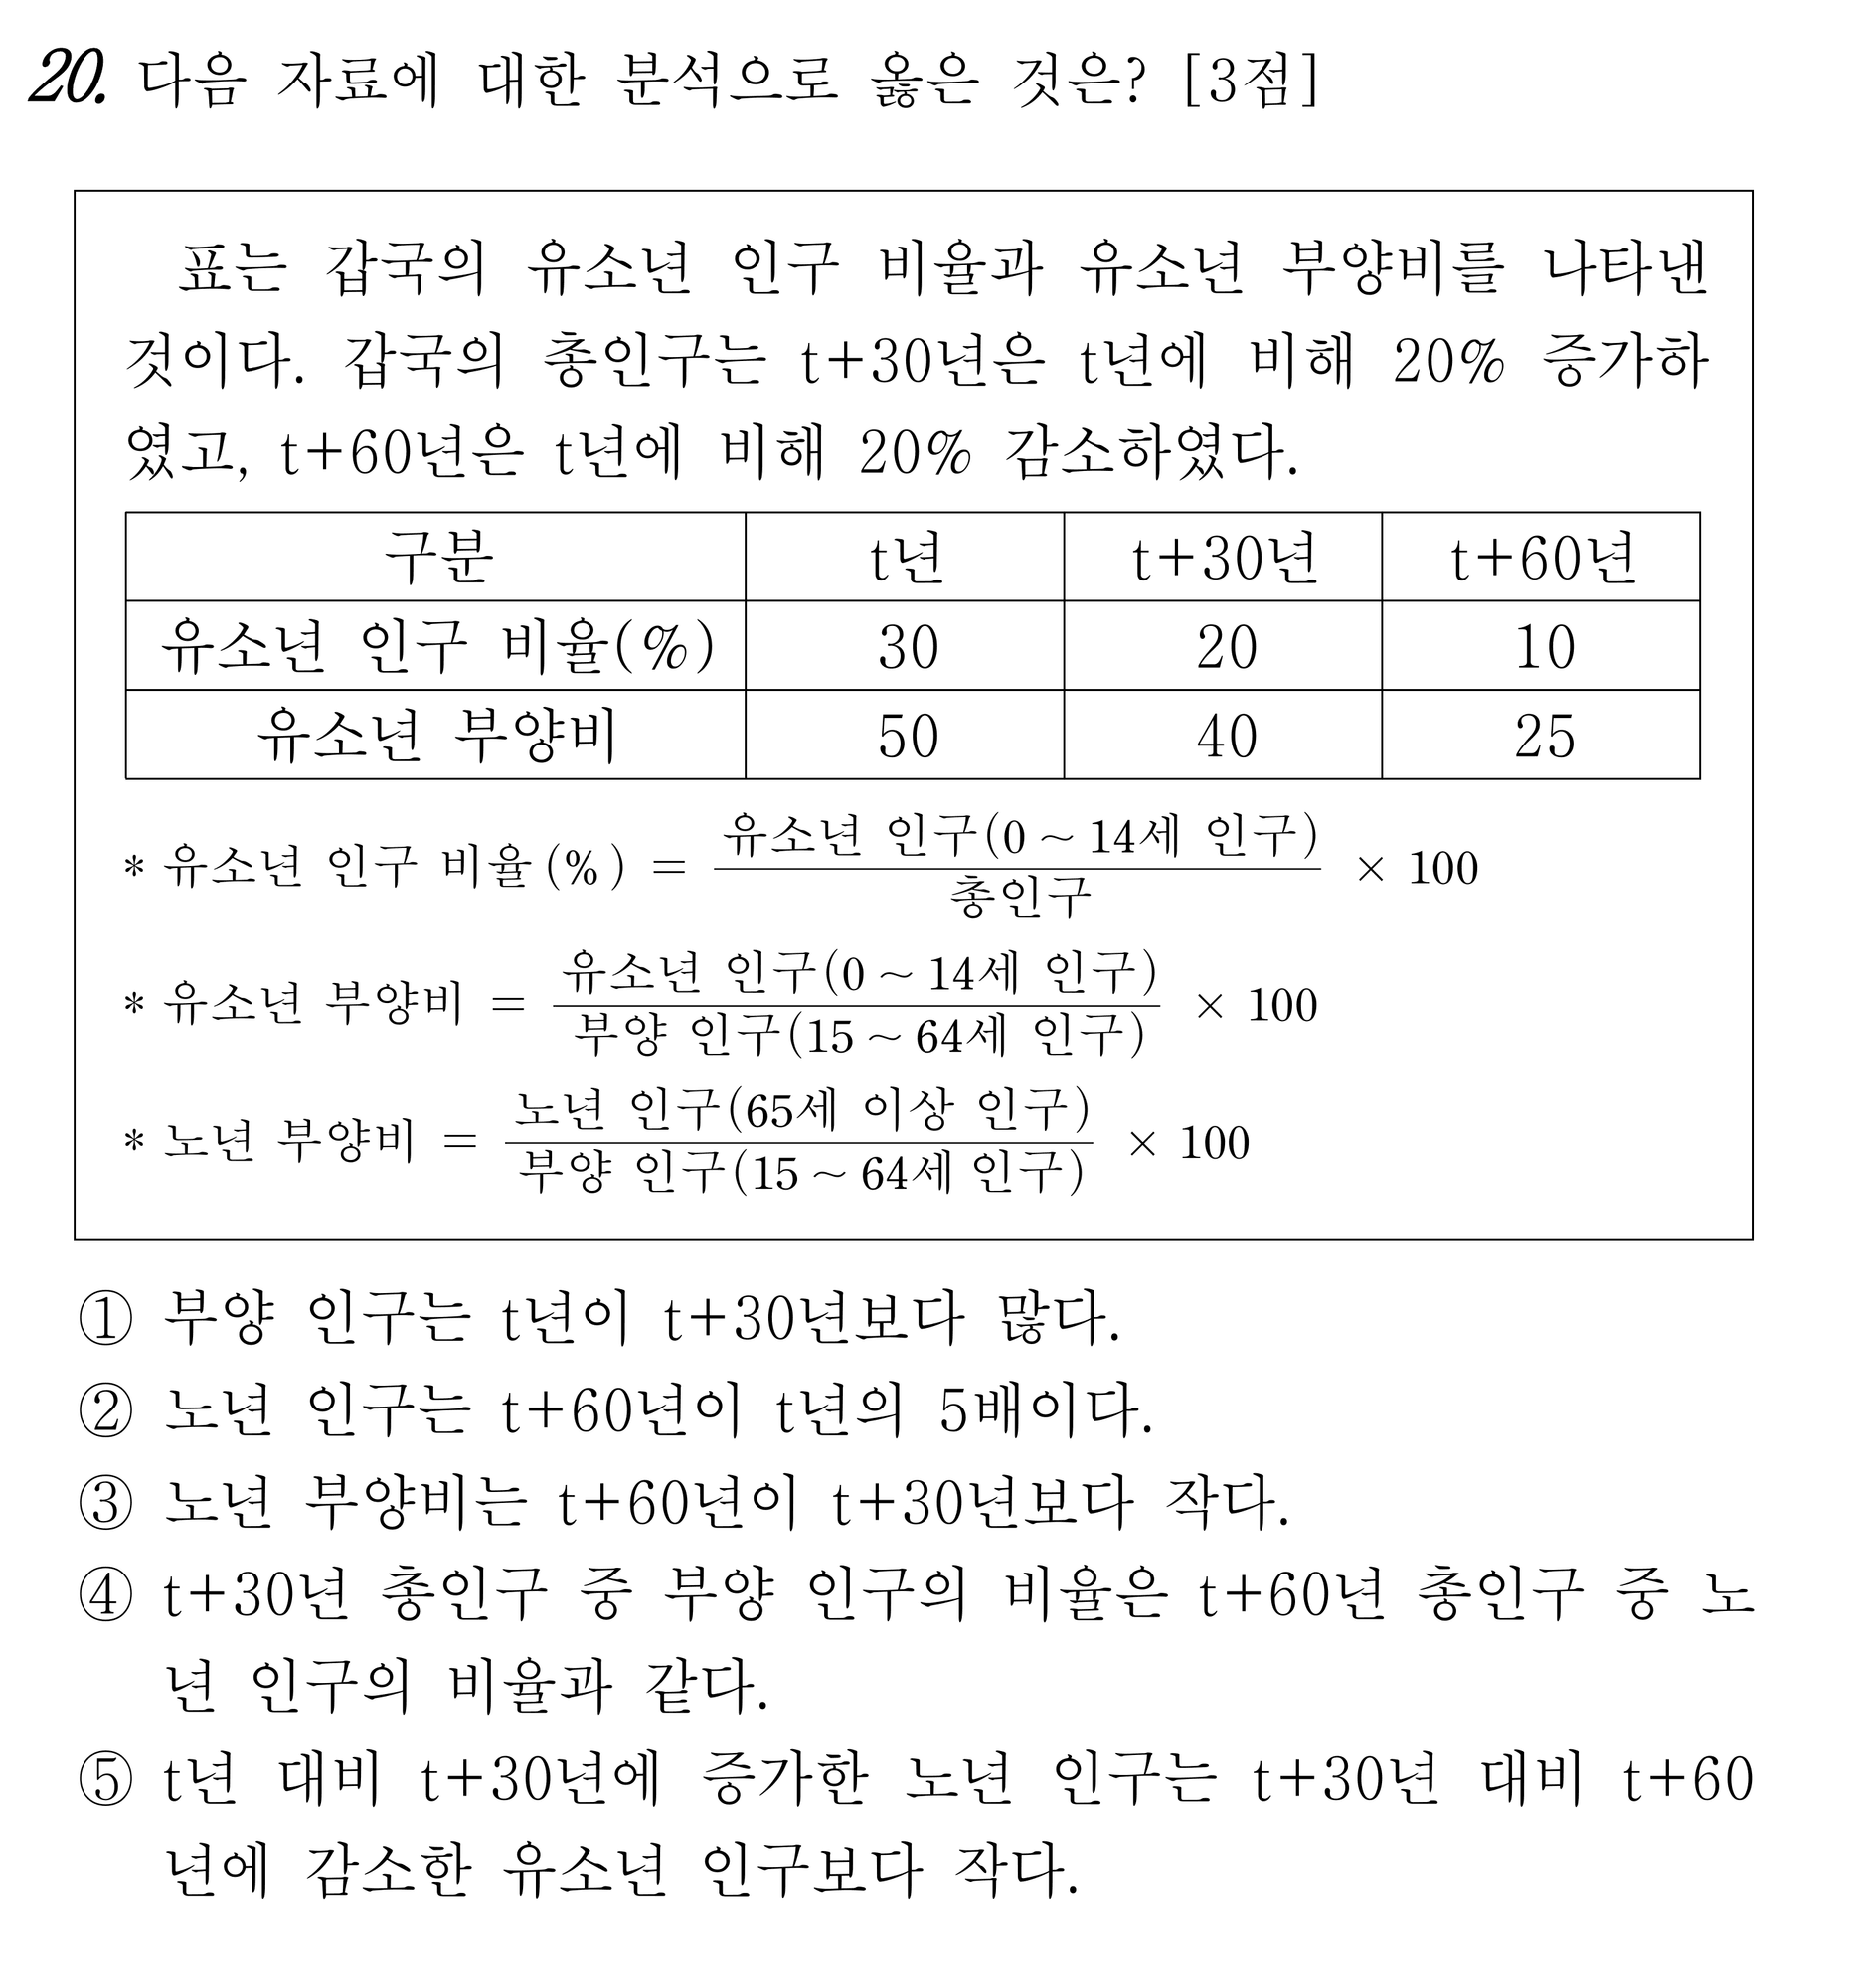 20. 다음 자료에 대한 분석으로 옳은 것은? [3점]
표는 갑국의 유소년 인구 비율과 유소년 부양비를 나타낸
것이다. 갑국의 총인구는 t+30년은 t년에 비해 20% 증가하
였고, t+60년은 t년에 비해 20% 감소하였다.
구분 t년 t+30년 t+60년
유소년 인구 비율(%) 30 20 10
유소년 부양비 50 40 25
* 유소년 인구 비율(%) = 유소년 인구(0 ~ 14세 인구) / 총인구 × 100
* 유소년 부양비 = 유소년 인구(0 ~ 14세 인구) / 부양 인구(15 ~ 64세 인구) × 100
* 노년 부양비 = 노년 인구(65세 이상 인구) / 부양 인구(15 ~ 64세 인구) × 100
① 부양 인구는 t년이 t+30년보다 많다.
② 노년 인구는 t+60년이 t년의 5배이다.
③ 노년 부양비는 t+60년이 t+30년보다 작다.
④ t+30년 총인구 중 부양 인구의 비율은 t+60년 총인구 중 노
년 인구의 비율과 같다.
⑤ t년 대비 t+30년에 증가한 노년 인구는 t+30년 대비 t+60
년에 감소한 유소년 인구보다 작다.